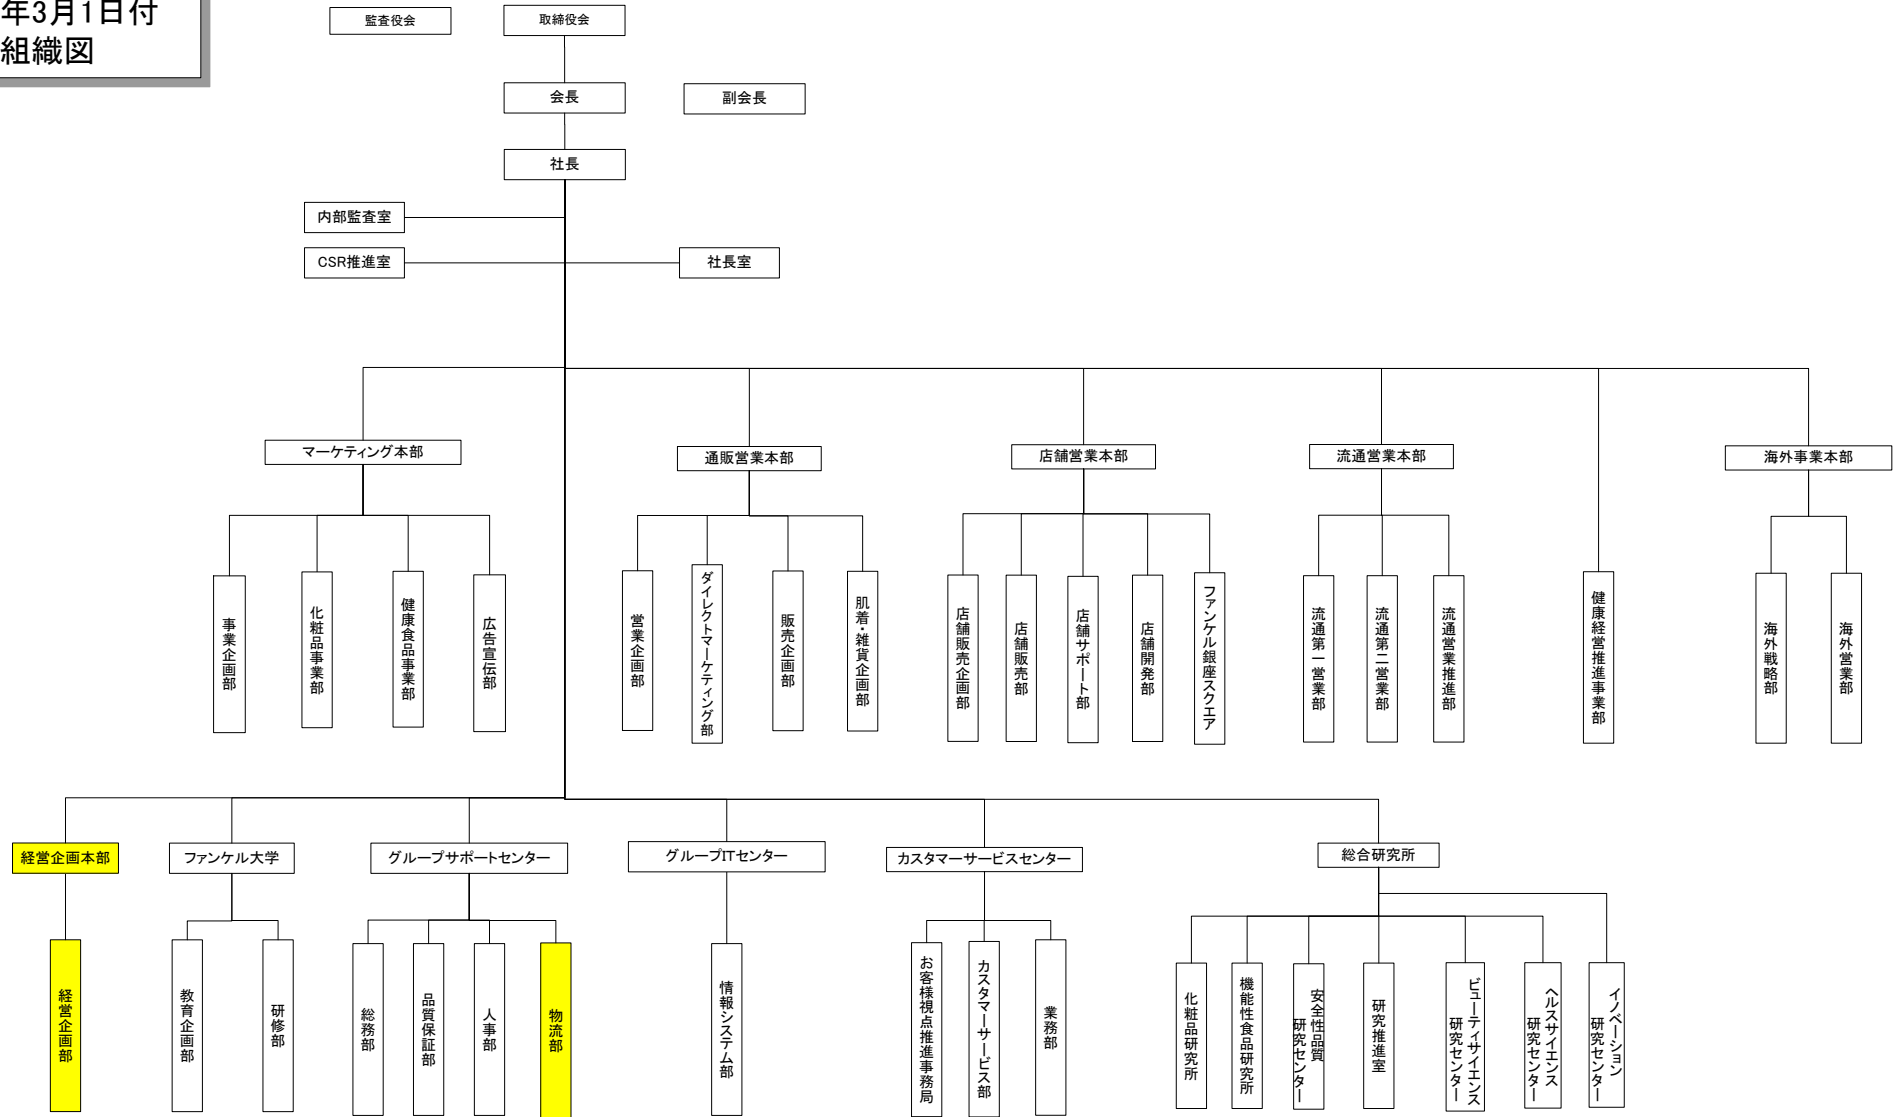 年3月1日付
組織図
監査役会
取締役会
会長
副会長
社長
内部監査室
CSR推進室
社長室
マーケティング本部
通販営業本部
店舗営業本部
流通営業本部
海外事業本部
事業企画部
化粧品事業部
健康食品事業部
広告宣伝部
営業企画部
ダイレクトマーケティング部
販売企画部
肌着・雑貨企画部
店舗販売企画部
店舗販売部
店舗サポート部
店舗開発部
ファンケル銀座スクエア
流通第一営業部
流通第二営業部
流通営業推進部
健康経営推進事業部
海外戦略部
海外営業部
経営企画本部
ファンケル大学
グループサポートセンター
グループITセンター
カスタマーサービスセンター
総合研究所
経営企画部
教育企画部
研修部
総務部
品質保証部
人事部
物流部
情報システム部
お客様視点推進事務局
カスタマーサービス部
業務部
化粧品研究所
機能性食品研究所
安全性品質
研究センター
研究推進室
ビューティサイエンス
研究センター
ヘルスサイエンス
研究センター
イノベーション
研究センター